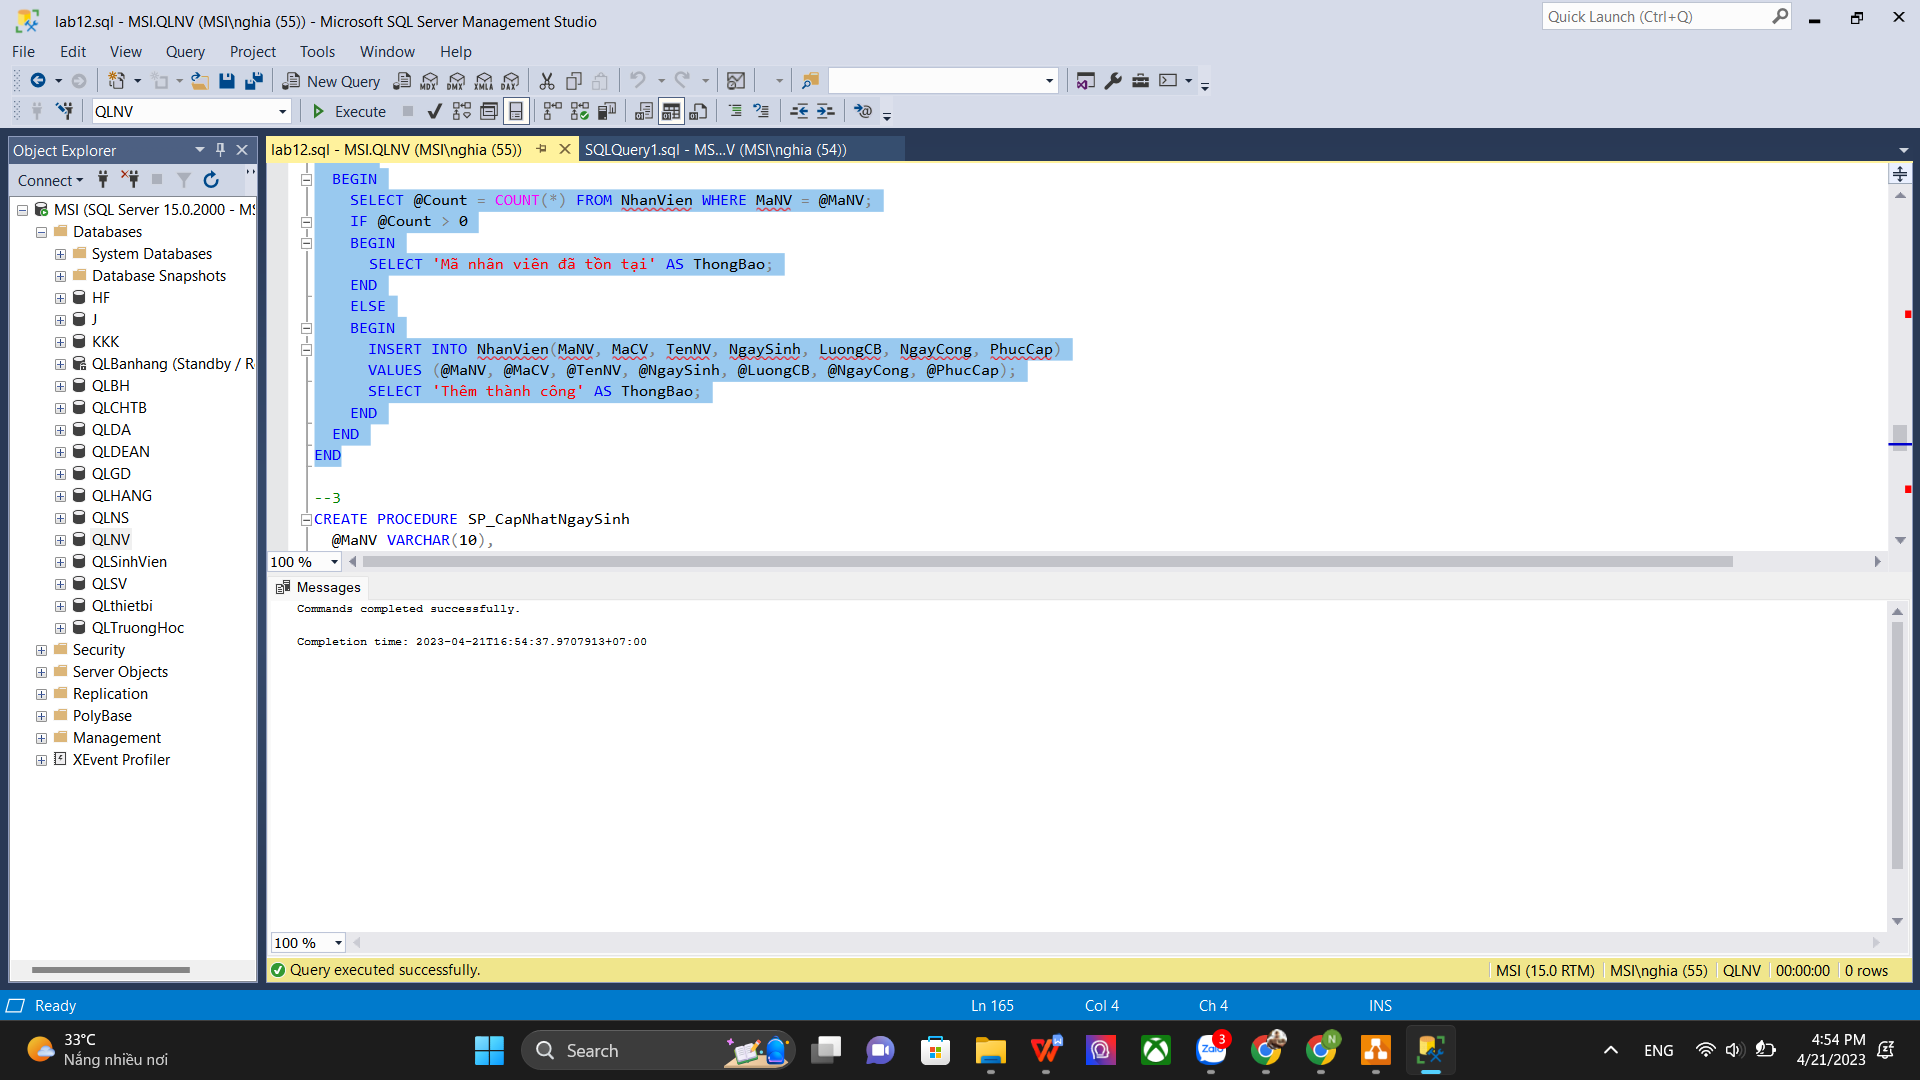 lab12.sql - MSI.QLNV (MSI\nghia (55)) - Microsoft SQL Server Management Studio
Quick Launch (Ctrl+Q)
File Edit View Query Project Tools Window Help
New Query
MDX DMX XMLA DAX
QLNV
Execute
Object Explorer
Connect
MSI (SQL Server 15.0.2000 - MS
Databases
System Databases
Database Snapshots
HF
J
KKK
QLBanhang (Standby / R
QLBH
QLCHTB
QLDA
QLDEAN
QLGD
QLHANG
QLNS
QLNV
QLSinhVien
QLSV
QLthietbi
QLTruongHoc
Security
Server Objects
Replication
PolyBase
Management
XEvent Profiler
lab12.sql - MSI.QLNV (MSI\nghia (55))
SQLQuery1.sql - MS...V (MSI\nghia (54))
BEGIN
SELECT @Count = COUNT(*) FROM NhanVien WHERE MaNV = @MaNV;
IF @Count > 0
BEGIN
SELECT 'Mã nhân viên đã tồn tại' AS ThongBao;
END
ELSE
BEGIN
INSERT INTO NhanVien(MaNV, MaCV, TenNV, NgaySinh, LuongCB, NgayCong, PhucCap)
VALUES (@MaNV, @MaCV, @TenNV, @NgaySinh, @LuongCB, @NgayCong, @PhucCap);
SELECT 'Thêm thành công' AS ThongBao;
END
END
END
--3
CREATE PROCEDURE SP_CapNhatNgaySinh
@MaNV VARCHAR(10),
100 %
Messages
Commands completed successfully.
Completion time: 2023-04-21T16:54:37.9707913+07:00
100 %
Query executed successfully.
MSI (15.0 RTM) MSI\nghia (55) QLNV 00:00:00 0 rows
Ready
Ln 165
Col 4
Ch 4
INS
33°C
Nắng nhiều nơi
Search
Zalo
3
N
ENG
4:54 PM
4/21/2023